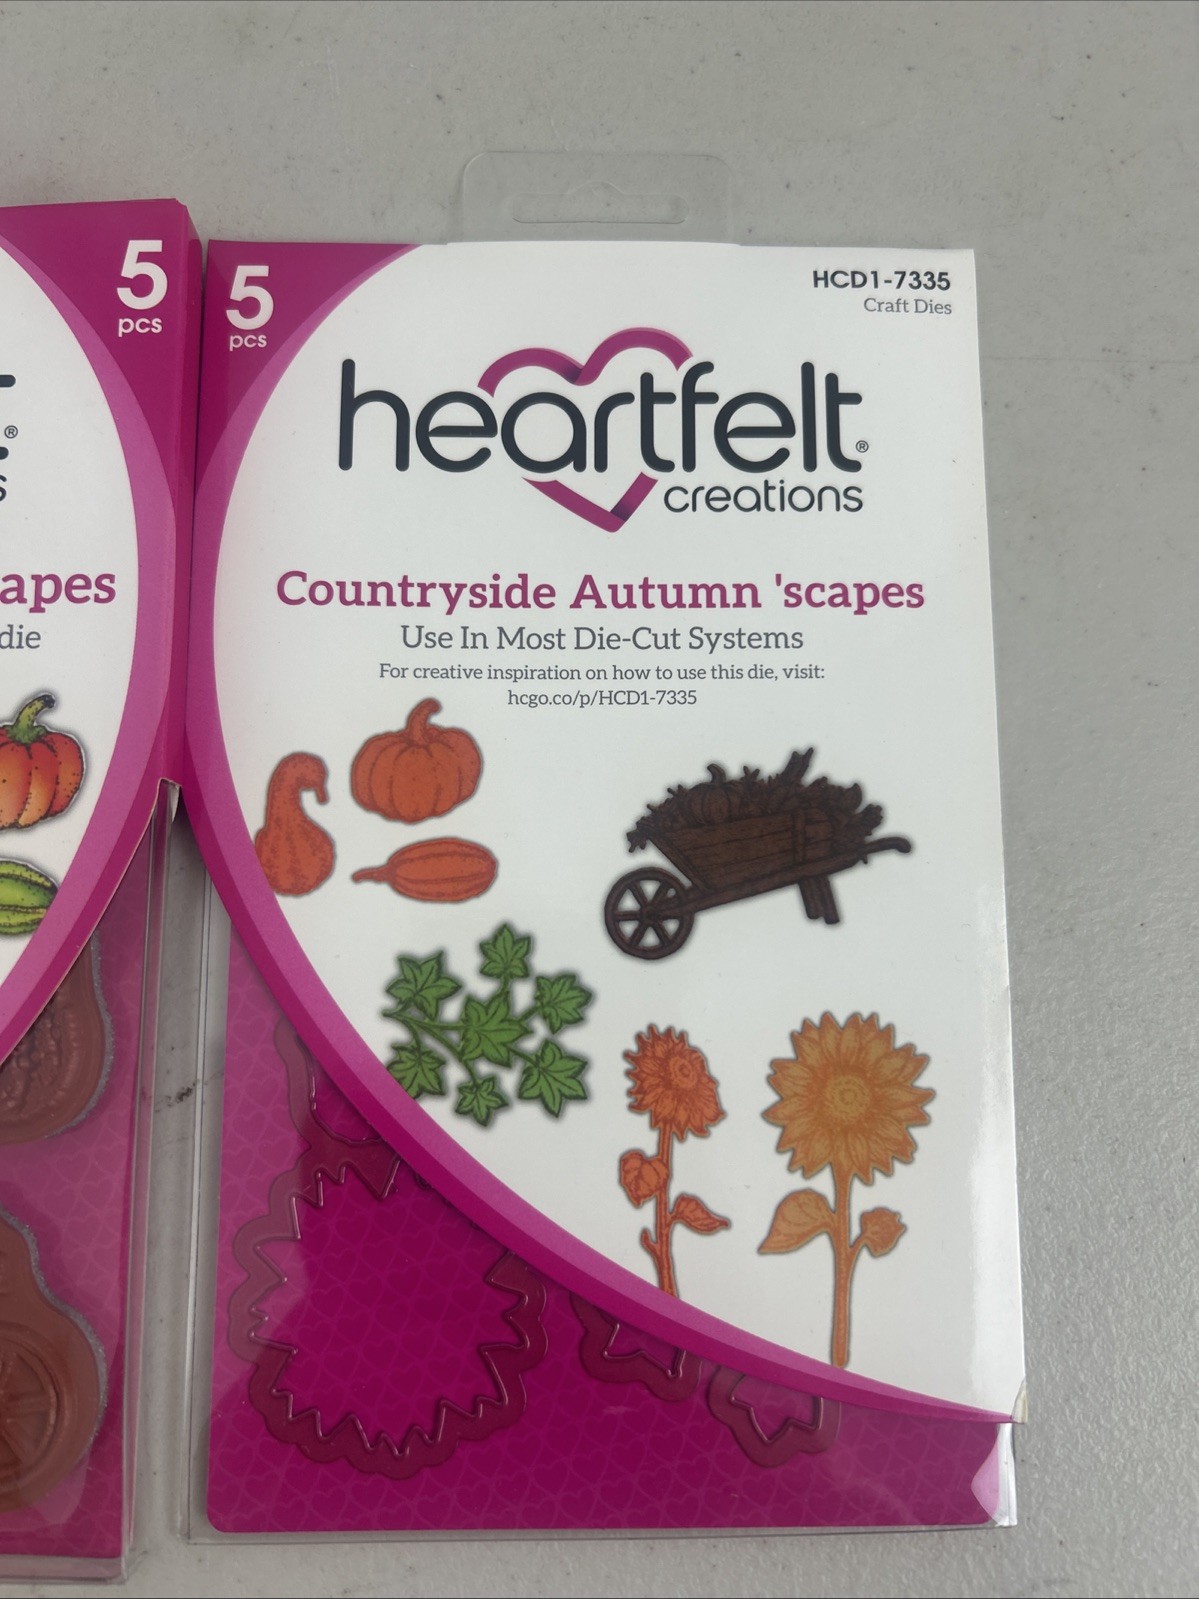 5
pcs
®
s
apes
die
5
pcs
HCD1-7335
Craft Dies
heartfelt®
creations
Countryside Autumn 'scapes
Use In Most Die-Cut Systems
For creative inspiration on how to use this die, visit:
hcgo.co/p/HCD1-7335